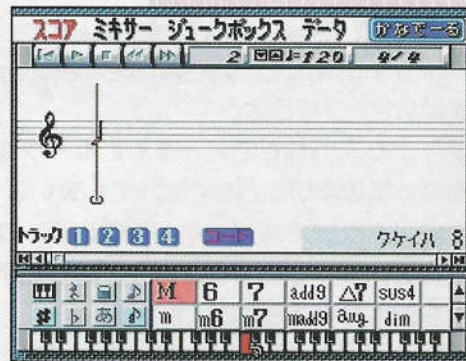 スコア ミキサー ジュークボックス データ かなでーる
2 ♩=120 4/4
C
トラック 1 2 3 4 コード クケイハ 8
あ M 6 7 add9 △7 sus4
# ♭ m m6 m7 madd9 aug dim